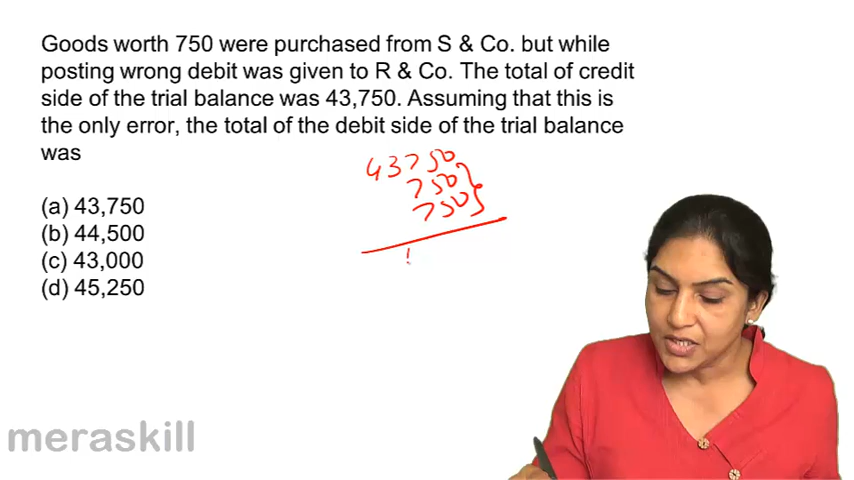 Goods worth 750 were purchased from S & Co. but while
posting wrong debit was given to R & Co. The total of credit
side of the trial balance was 43,750. Assuming that this is
the only error, the total of the debit side of the trial balance
was
43750
750
750
(a) 43,750
(b) 44,500
(c) 43,000
(d) 45,250
meraskill